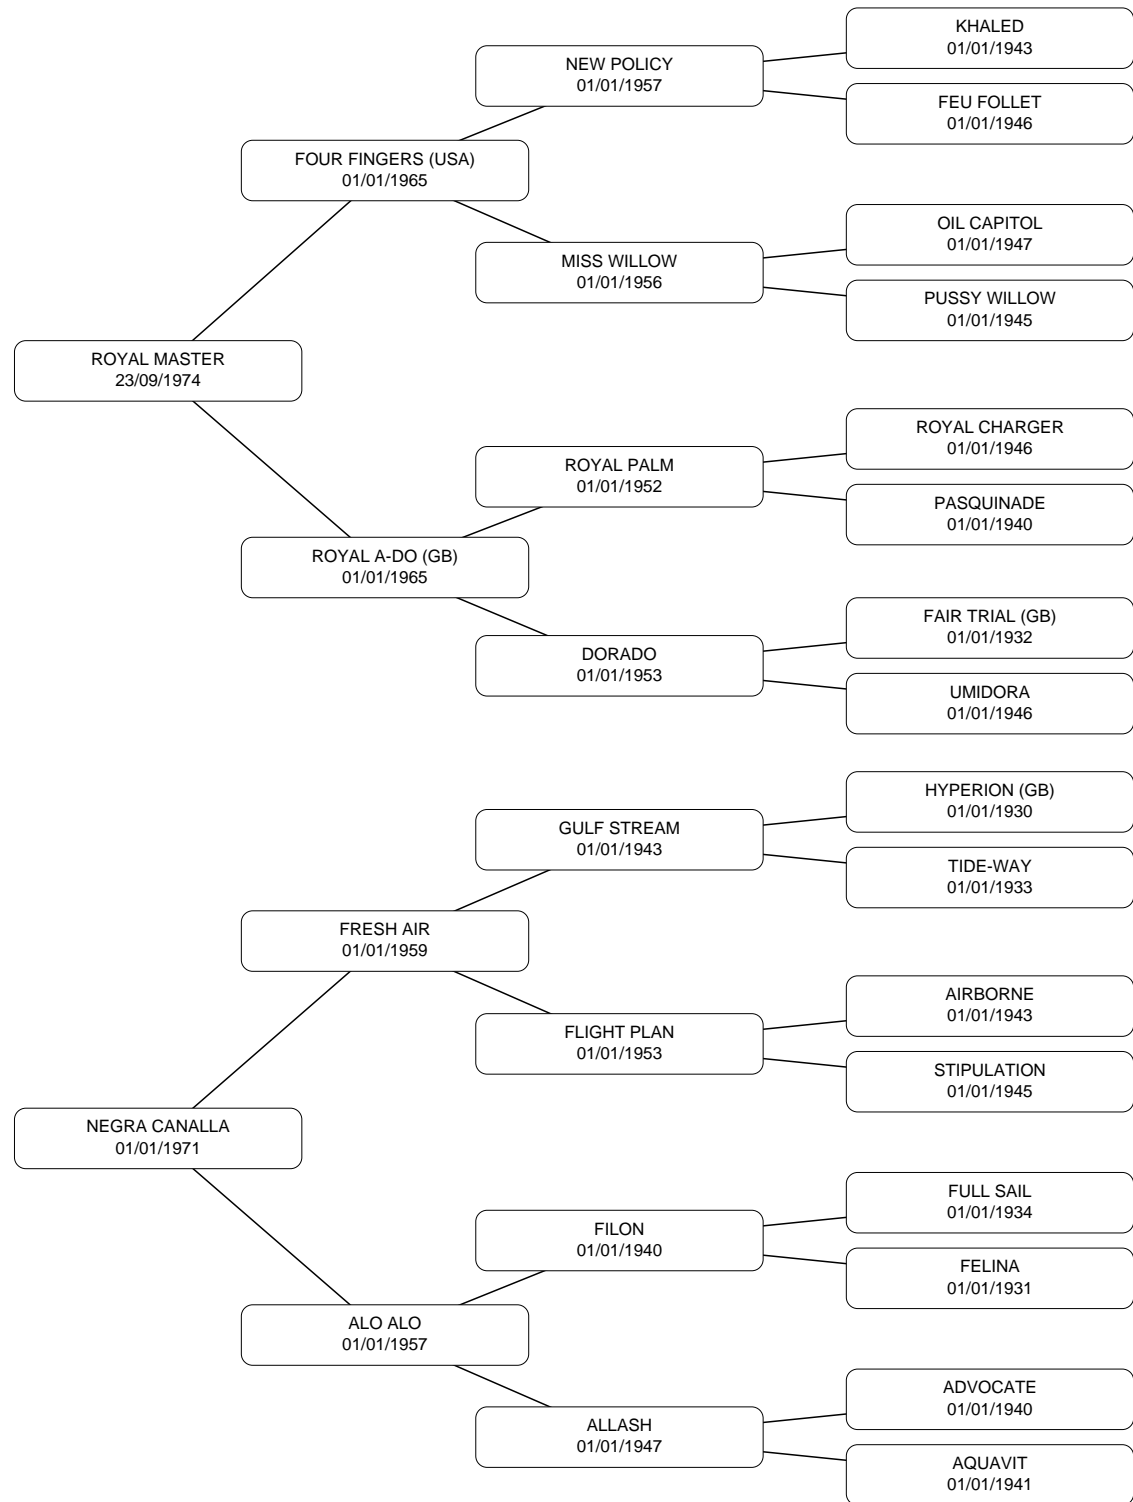 KHALED
01/01/1943
NEW POLICY
01/01/1957
FEU FOLLET
01/01/1946
FOUR FINGERS (USA)
01/01/1965
OIL CAPITOL
01/01/1947
MISS WILLOW
01/01/1956
PUSSY WILLOW
01/01/1945
ROYAL MASTER
23/09/1974
ROYAL CHARGER
01/01/1946
ROYAL PALM
01/01/1952
PASQUINADE
01/01/1940
ROYAL A-DO (GB)
01/01/1965
FAIR TRIAL (GB)
01/01/1932
DORADO
01/01/1953
UMIDORA
01/01/1946
HYPERION (GB)
01/01/1930
GULF STREAM
01/01/1943
TIDE-WAY
01/01/1933
FRESH AIR
01/01/1959
AIRBORNE
01/01/1943
FLIGHT PLAN
01/01/1953
STIPULATION
01/01/1945
NEGRA CANALLA
01/01/1971
FULL SAIL
01/01/1934
FILON
01/01/1940
FELINA
01/01/1931
ALO ALO
01/01/1957
ADVOCATE
01/01/1940
ALLASH
01/01/1947
AQUAVIT
01/01/1941